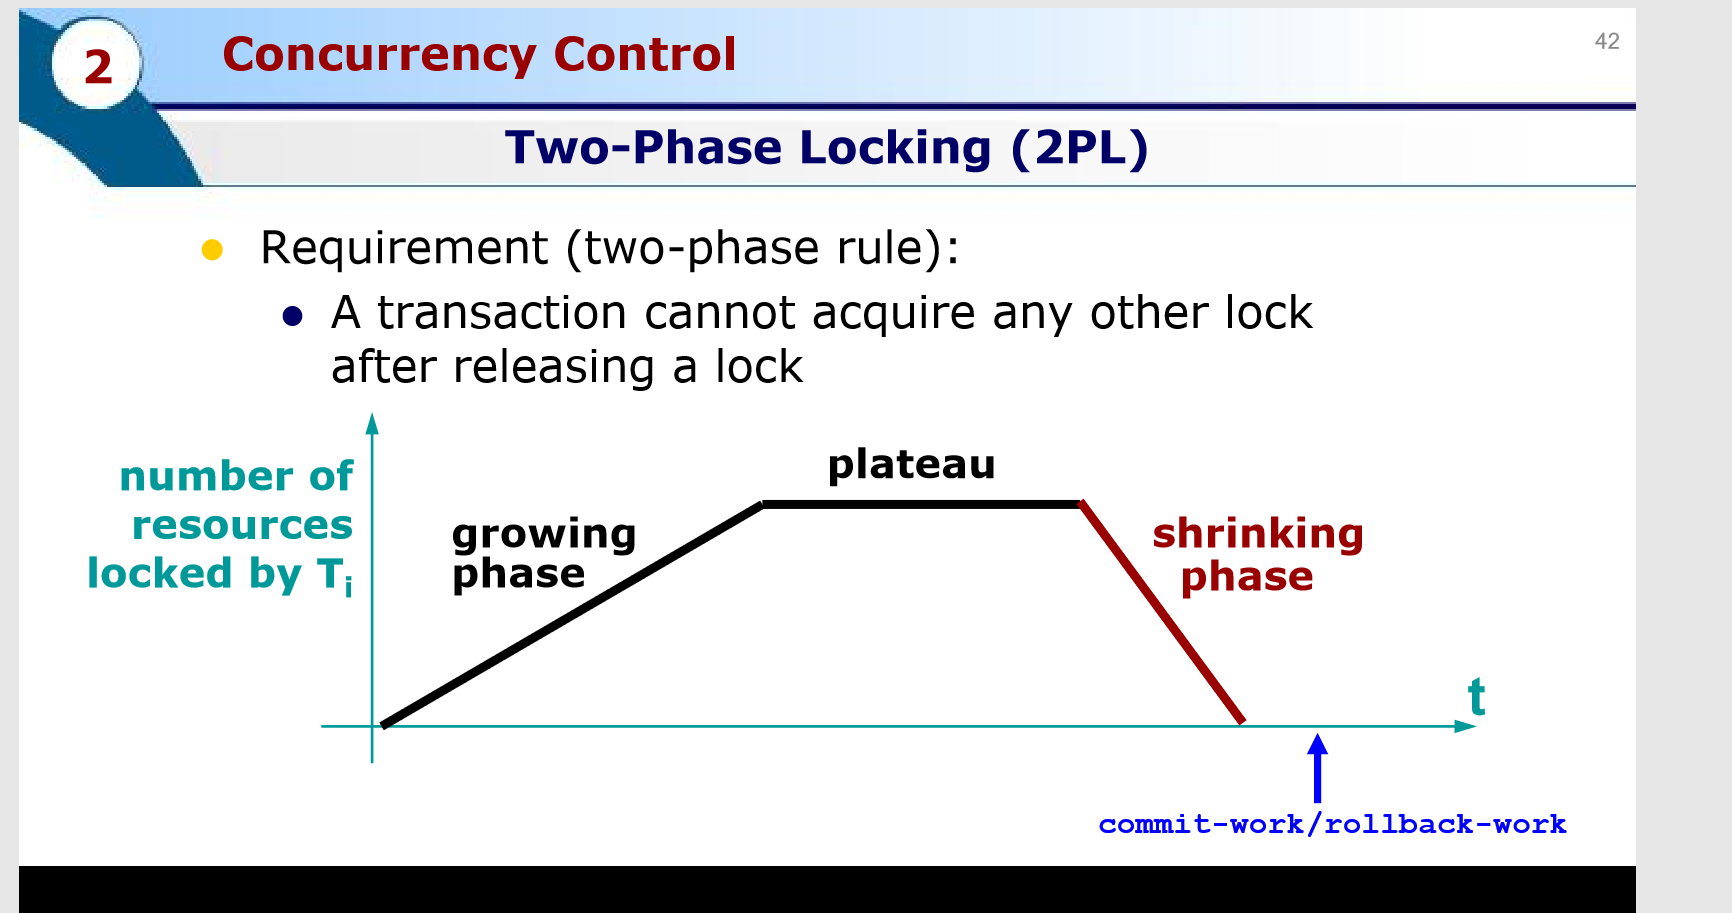 2
Concurrency Control
42
Two-Phase Locking (2PL)
Requirement (two-phase rule):
A transaction cannot acquire any other lock
after releasing a lock
number of
resources
locked by Ti
growing
phase
plateau
shrinking
phase
t
commit-work/rollback-work